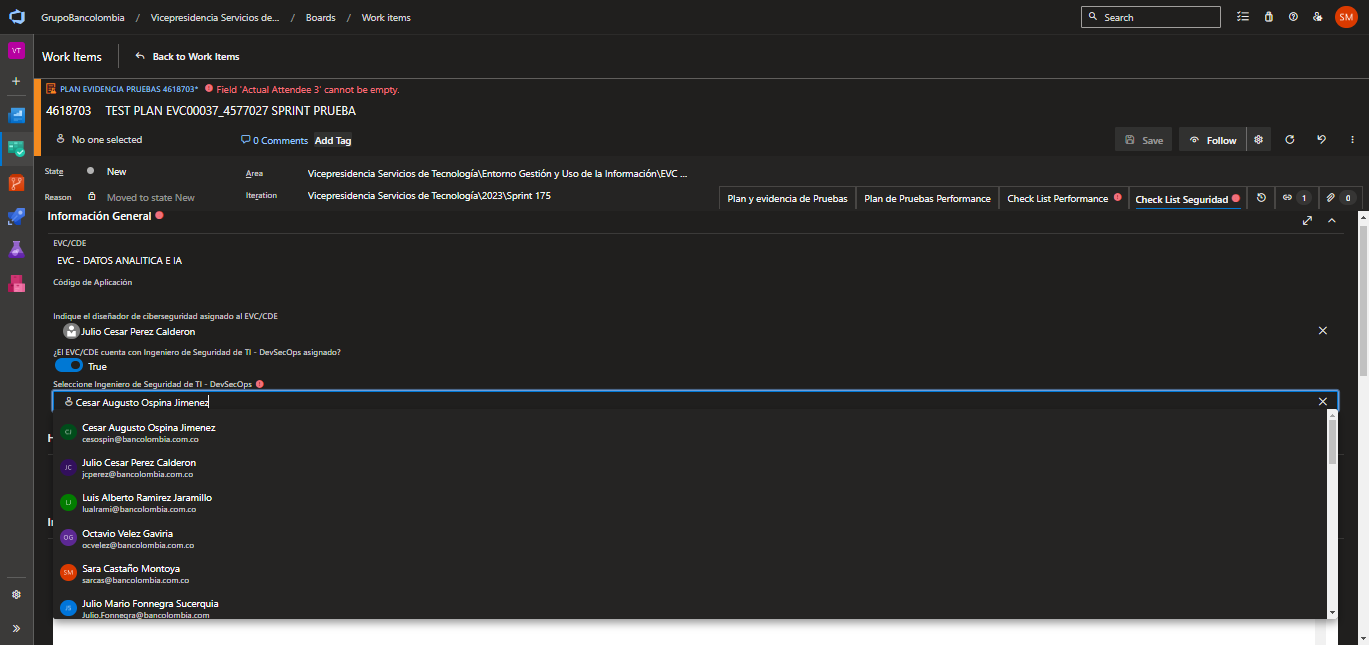 GrupoBancolombia / Vicepresidencia Servicios de... / Boards / Work items
Search
SM
VT
Work Items
Back to Work Items
PLAN EVIDENCIA PRUEBAS 4618703* Field 'Actual Attendee 3' cannot be empty.
4618703 TEST PLAN EVC00037_4577027 SPRINT PRUEBA
No one selected
0 Comments
Add Tag
Save
Follow
State New
Area Vicepresidencia Servicios de Tecnología\Entorno Gestión y Uso de la Información\EVC ...
Reason Moved to state New
Iteration Vicepresidencia Servicios de Tecnología\2023\Sprint 175
Plan y evidencia de Pruebas
Plan de Pruebas Performance
Check List Performance
Check List Seguridad
1
0
Información General
EVC/CDE
EVC - DATOS ANALITICA E IA
Código de Aplicación
Indique el diseñador de ciberseguridad asignado al EVC/CDE
Julio Cesar Perez Calderon
¿El EVC/CDE cuenta con Ingeniero de Seguridad de TI - DevSecOps asignado?
True
Seleccione Ingeniero de Seguridad de TI - DevSecOps
Cesar Augusto Ospina Jimenez
CJ
Cesar Augusto Ospina Jimenez
cesospin@bancolombia.com.co
JC
Julio Cesar Perez Calderon
jcperez@bancolombia.com.co
LJ
Luis Alberto Ramirez Jaramillo
lualrami@bancolombia.com.co
OG
Octavio Velez Gaviria
ocvelez@bancolombia.com.co
SM
Sara Castaño Montoya
sarcas@bancolombia.com.co
JS
Julio Mario Fonnegra Sucerquia
Julio.Fonnegra@bancolombia.com